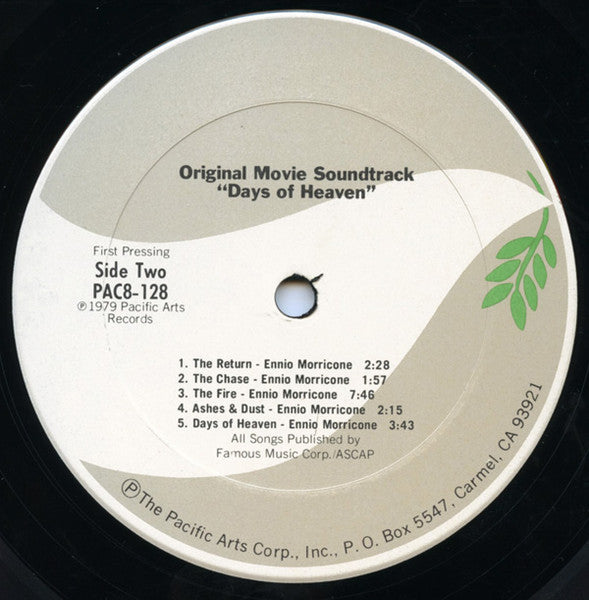 Original Movie Soundtrack
"Days of Heaven"
First Pressing
Side Two
PAC8-128
℗1979 Pacific Arts
Records
1. The Return - Ennio Morricone 2:28
2. The Chase - Ennio Morricone 1:57
3. The Fire - Ennio Morricone 7:46
4. Ashes & Dust - Ennio Morricone 2:15
5. Days of Heaven - Ennio Morricone 3:43
All Songs Published by
Famous Music Corp./ASCAP
℗The Pacific Arts Corp., Inc., P. O. Box 5547, Carmel, CA 93921